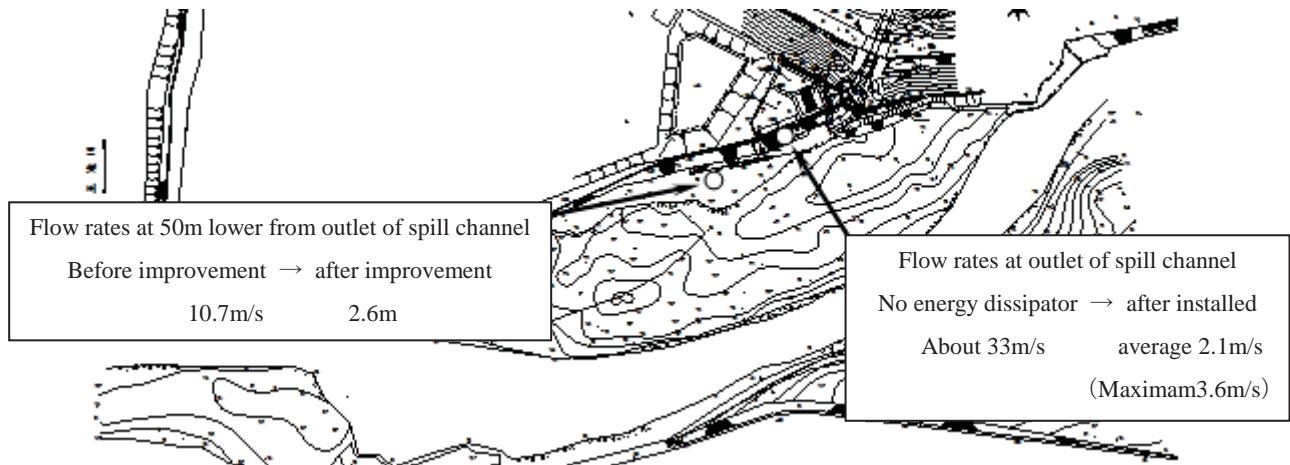 Flow rates at 50m lower from outlet of spill channel
Before improvement → after improvement
10.7m/s 2.6m
Flow rates at outlet of spill channel
No energy dissipator → after installed
About 33m/s average 2.1m/s
(Maximam3.6m/s)